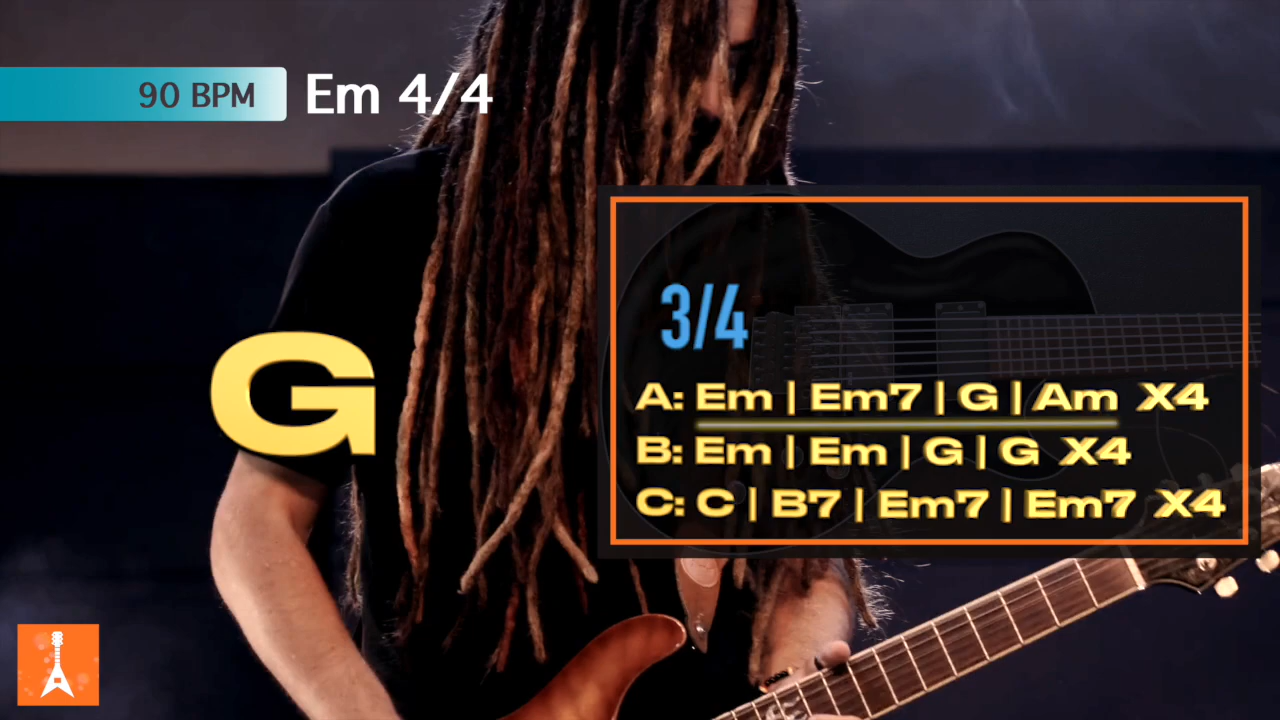 90 BPM Em 4/4
G
3/4
A: Em | Em7 | G | Am X4
B: Em | Em | G | G X4
C: C | B7 | Em7 | Em7 X4